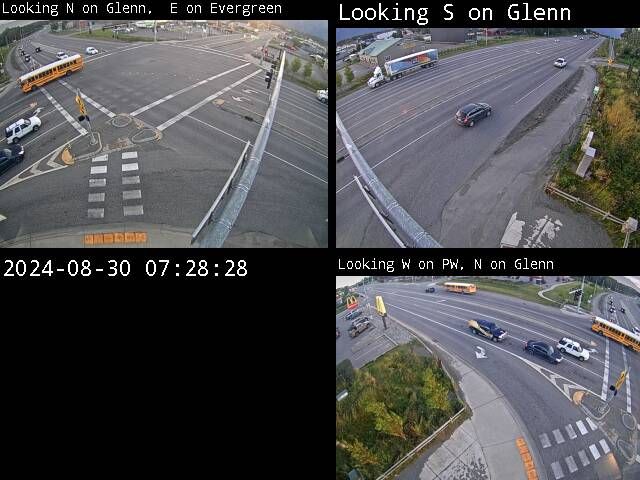 Looking N on Glenn, E on Evergreen
Looking S on Glenn
2024-08-30 07:28:28
Looking W on PW, N on Glenn